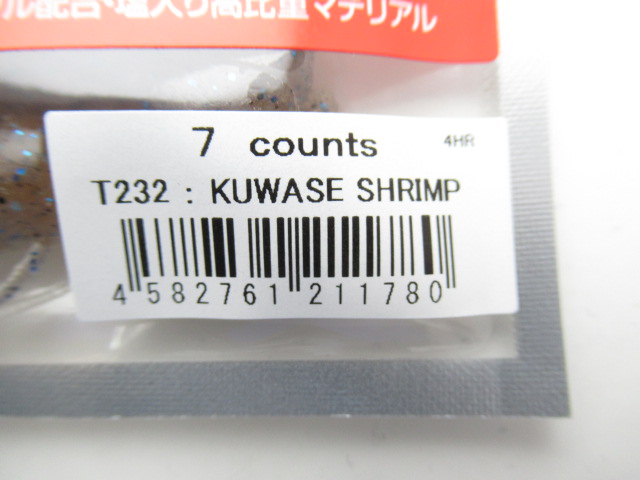 ル配合・塩入り高比重マテリアル
7 counts 4HR
T232 : KUWASE SHRIMP
4 582761 211780